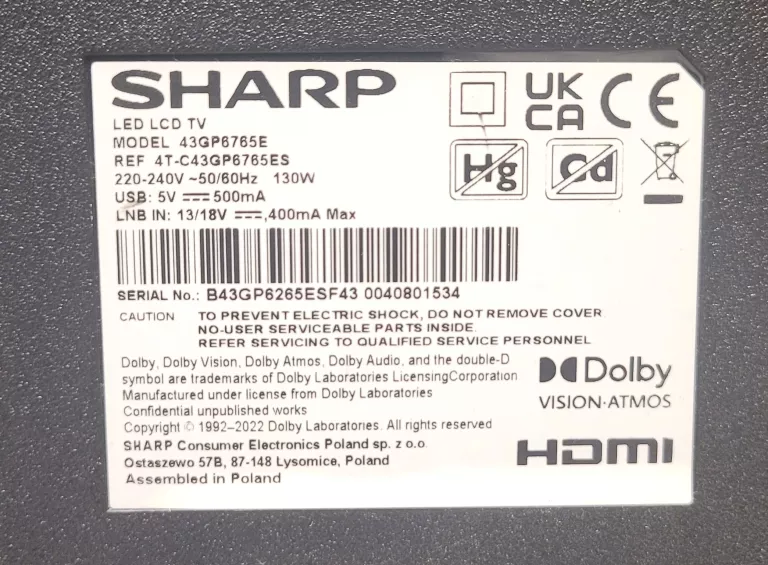 SHARP
UK
CA
CE
LED LCD TV
MODEL 43GP6765E
REF 4T-C43GP6765ES
220-240V ~50/60Hz 130W
USB: 5V ⎓ 500mA
LNB IN: 13/18V ⎓,400mA Max
Hg
Cd
SERIAL No.: B43GP6265ESF43 0040801534
CAUTION TO PREVENT ELECTRIC SHOCK, DO NOT REMOVE COVER
NO-USER SERVICEABLE PARTS INSIDE.
REFER SERVICING TO QUALIFIED SERVICE PERSONNEL
Dolby, Dolby Vision, Dolby Atmos, Dolby Audio, and the double-D
symbol are trademarks of Dolby Laboratories LicensingCorporation
Manufactured under license from Dolby Laboratories
Confidential unpublished works
Copyright © 1992–2022 Dolby Laboratories. All rights reserved
Dolby
VISION·ATMOS
SHARP Consumer Electronics Poland sp. z o.o.
Ostaszewo 57B, 87-148 Lysomice, Poland
Assembled in Poland
HDMI